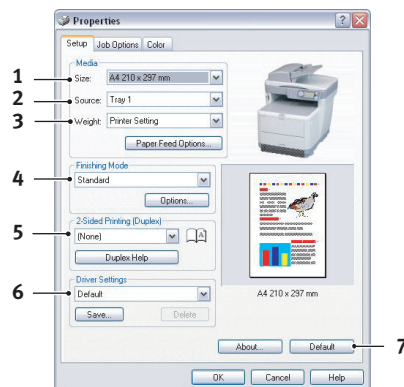 Properties
Setup Job Options Color
Media
1 Size: A4 210 x 297 mm
2 Source: Tray 1
3 Weight: Printer Setting
Paper Feed Options...
Finishing Mode
4 Standard
Options...
2-Sided Printing (Duplex)
5 (None)
A
Duplex Help
Driver Settings
6 Default
A4 210 x 297 mm
Save... Delete
About... Default 7
OK Cancel Help